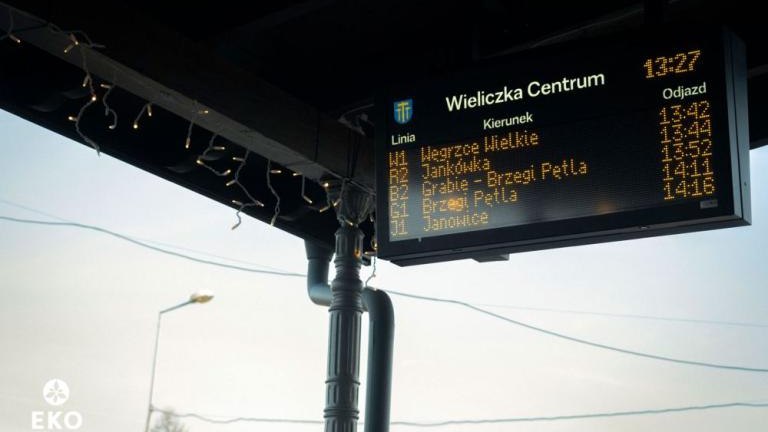 13:27
Wieliczka Centrum
Linia Kierunek Odjazd
W1 Węgrzce Wielkie 13:42
R2 Jankówka 13:44
B2 Grabie - Brzegi Pętla 13:52
G1 Brzegi Pętla 14:11
J1 Janowice 14:16
EKO